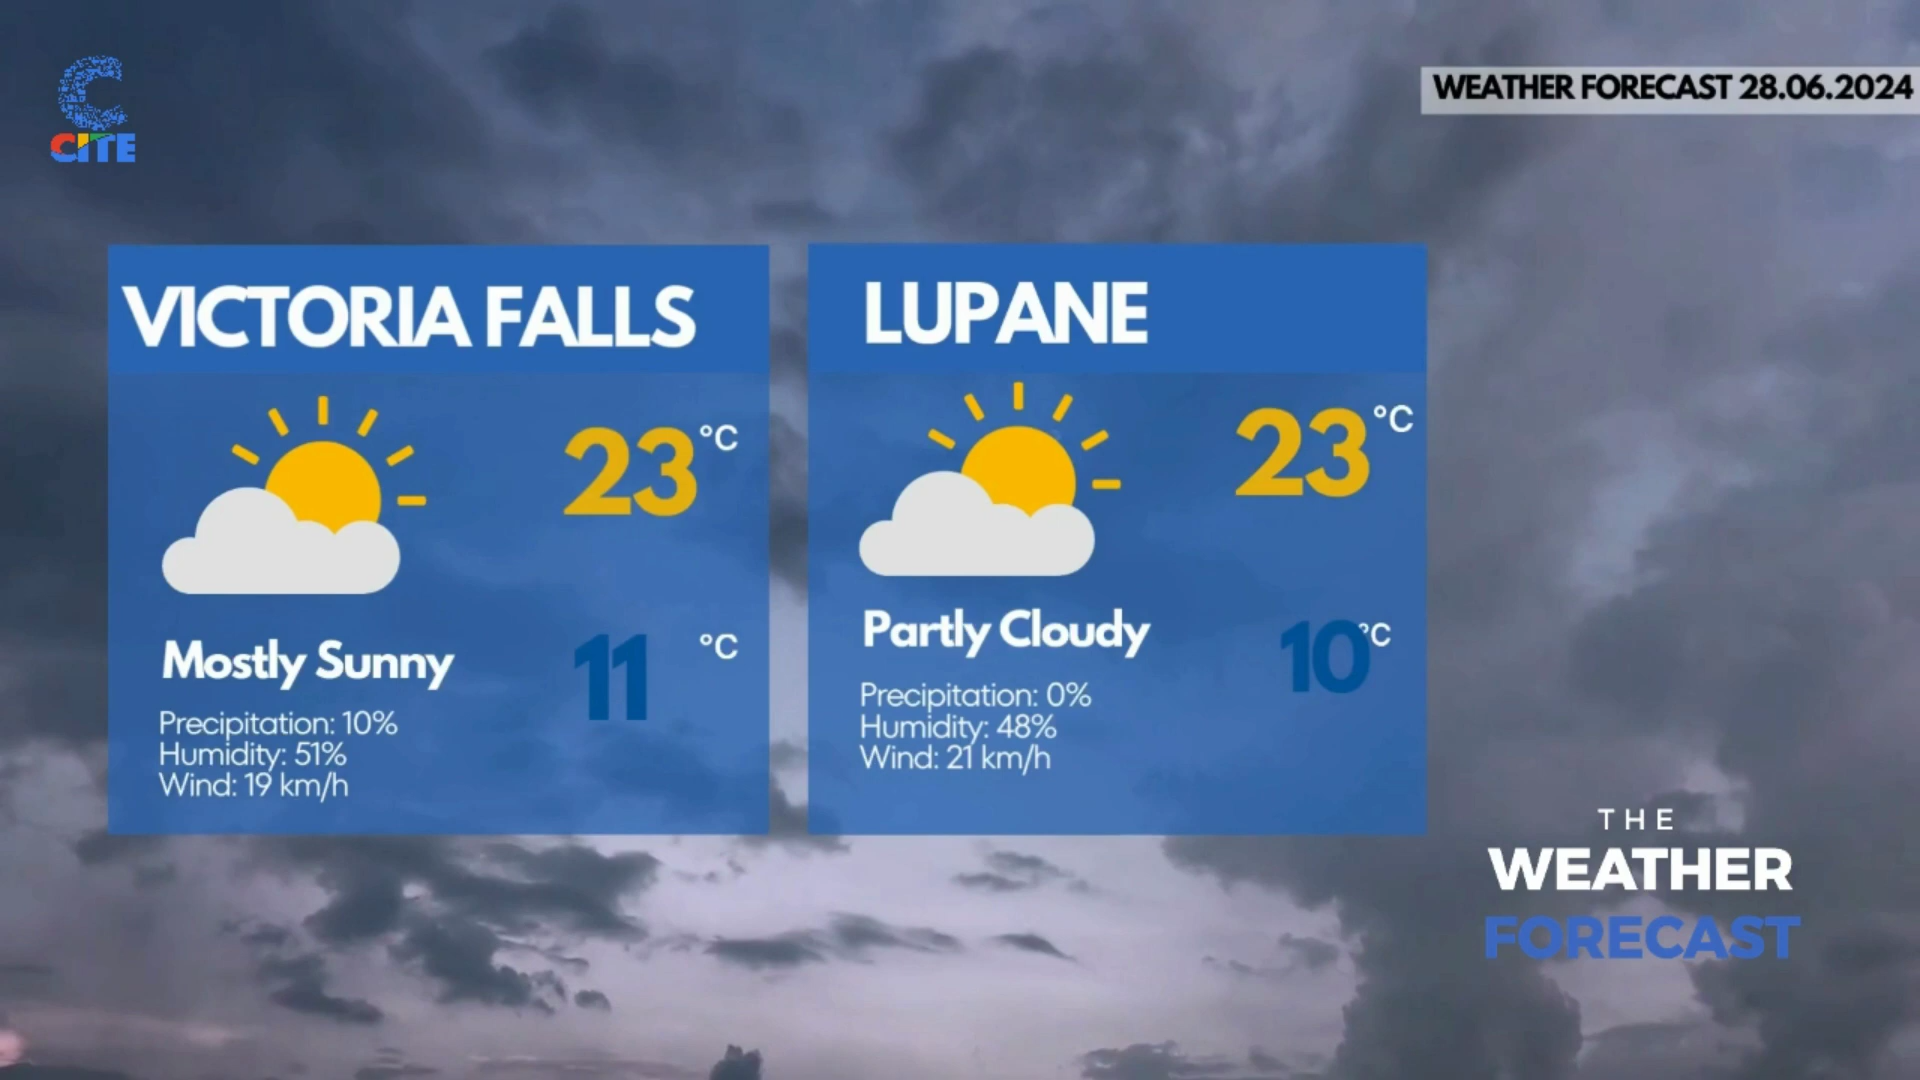 C
CITE
WEATHER FORECAST 28.06.2024
VICTORIA FALLS
23 °C
Mostly Sunny
11 °C
Precipitation: 10%
Humidity: 51%
Wind: 19 km/h
LUPANE
23 °C
Partly Cloudy
10 °C
Precipitation: 0%
Humidity: 48%
Wind: 21 km/h
THE
WEATHER
FORECAST